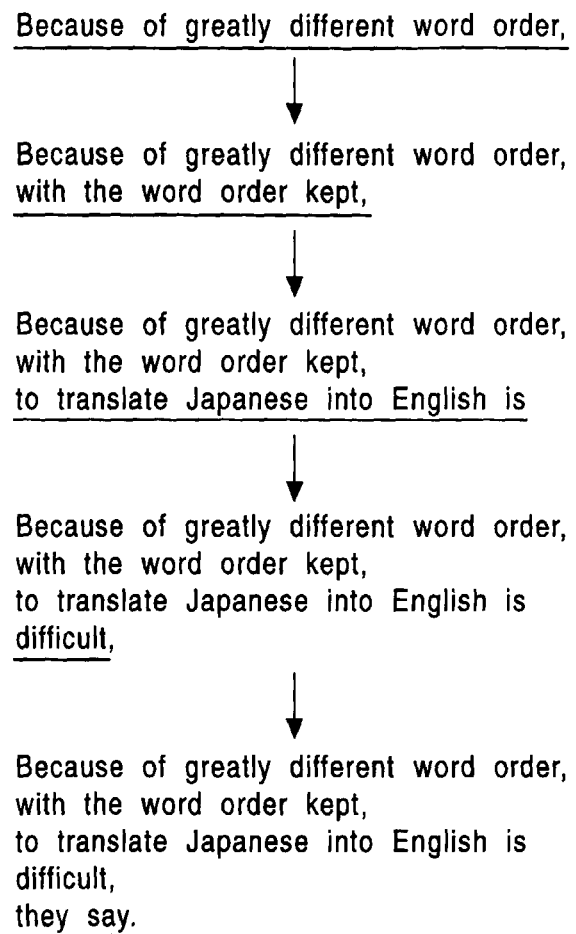 Because of greatly different word order,
Because of greatly different word order,
with the word order kept,
Because of greatly different word order,
with the word order kept,
to translate Japanese into English is
Because of greatly different word order,
with the word order kept,
to translate Japanese into English is
difficult,
Because of greatly different word order,
with the word order kept,
to translate Japanese into English is
difficult,
they say.